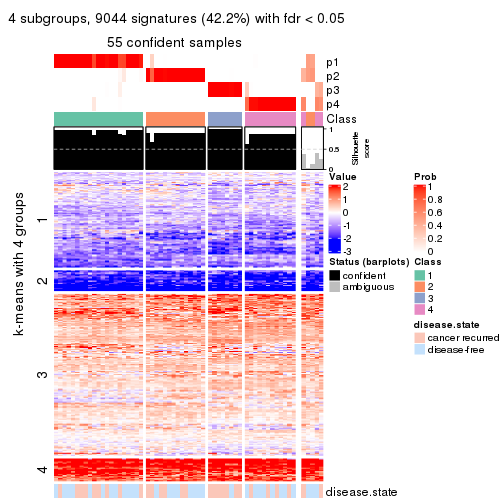 4 subgroups, 9044 signatures (42.2%) with fdr < 0.05
55 confident samples
p1
p2
p3
p4
Class
1
0.5
0
Silhouette
score
k-means with 4 groups
1
2
3
4
disease.state
Value
2
1
0
-1
-2
-3
Prob
1
0.8
0.6
0.4
0.2
0
Status (barplots)
confident
ambiguous
Class
1
2
3
4
disease.state
cancer recurred
disease-free